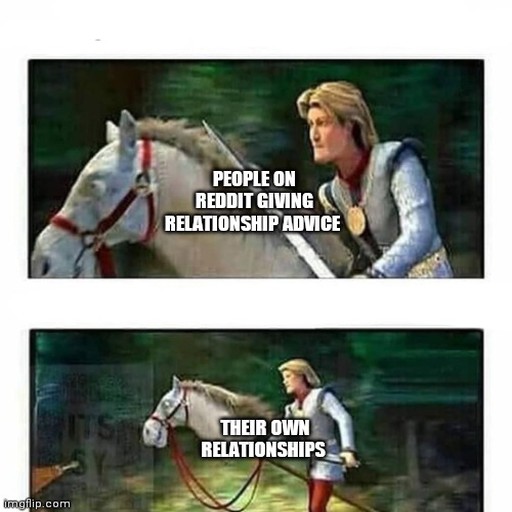 PEOPLE ON
REDDIT GIVING
RELATIONSHIP ADVICE
THEIR OWN
RELATIONSHIPS
imgflip.com